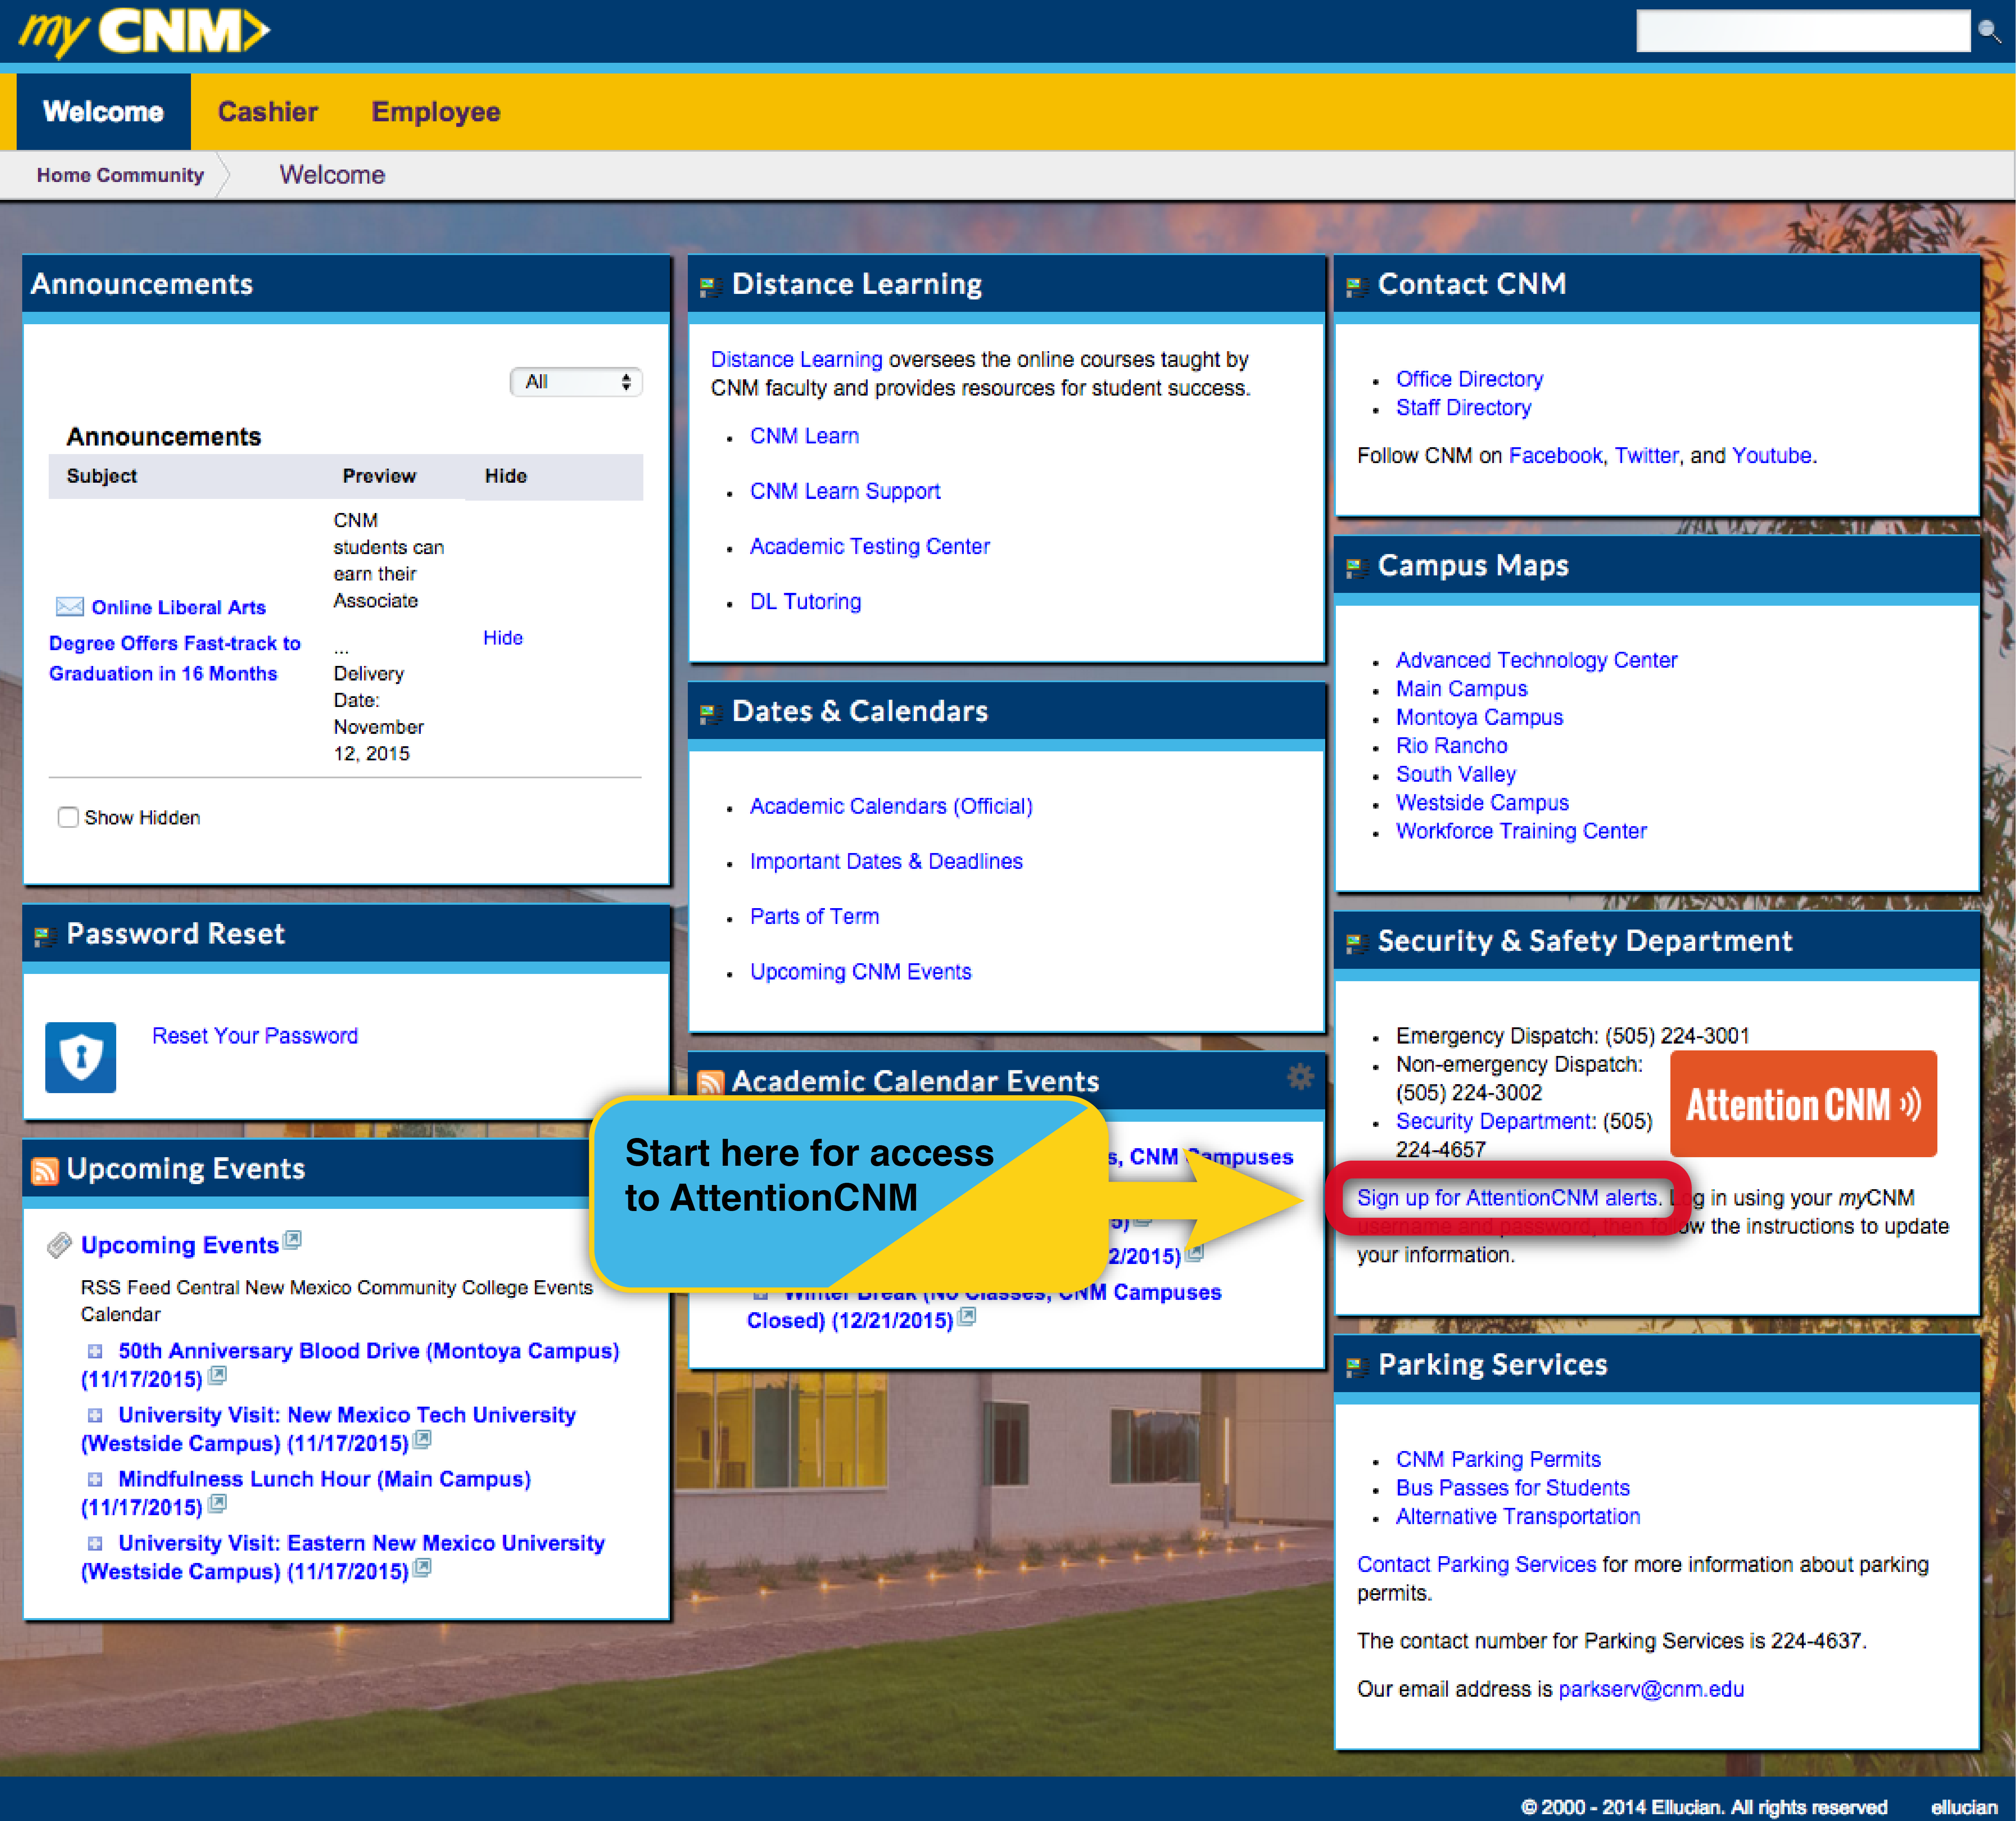 my CNM>
Welcome Cashier Employee
Home Community Welcome
Announcements
All
Announcements
Subject Preview Hide
Online Liberal Arts
Degree Offers Fast-track to
Graduation in 16 Months
CNM
students can
earn their
Associate
...
Delivery
Date:
November
12, 2015
Hide
Show Hidden
Password Reset
Reset Your Password
Upcoming Events
Upcoming Events
RSS Feed Central New Mexico Community College Events
Calendar
50th Anniversary Blood Drive (Montoya Campus)
(11/17/2015)
University Visit: New Mexico Tech University
(Westside Campus) (11/17/2015)
Mindfulness Lunch Hour (Main Campus)
(11/17/2015)
University Visit: Eastern New Mexico University
(Westside Campus) (11/17/2015)
Distance Learning
Distance Learning oversees the online courses taught by
CNM faculty and provides resources for student success.
CNM Learn
CNM Learn Support
Academic Testing Center
DL Tutoring
Dates & Calendars
Academic Calendars (Official)
Important Dates & Deadlines
Parts of Term
Upcoming CNM Events
Academic Calendar Events
Start here for access
to AttentionCNM
s, CNM Campuses
5)
2/2015)
Winter Break (No Classes, CNM Campuses
Closed) (12/21/2015)
Contact CNM
Office Directory
Staff Directory
Follow CNM on Facebook, Twitter, and Youtube.
Campus Maps
Advanced Technology Center
Main Campus
Montoya Campus
Rio Rancho
South Valley
Westside Campus
Workforce Training Center
Security & Safety Department
Emergency Dispatch: (505) 224-3001
Non-emergency Dispatch:
(505) 224-3002
Security Department: (505)
224-4657
Attention CNM
Sign up for AttentionCNM alerts. Log in using your myCNM
username and password, then follow the instructions to update
your information.
Parking Services
CNM Parking Permits
Bus Passes for Students
Alternative Transportation
Contact Parking Services for more information about parking
permits.
The contact number for Parking Services is 224-4637.
Our email address is parkserv@cnm.edu
© 2000 - 2014 Ellucian. All rights reserved ellucian